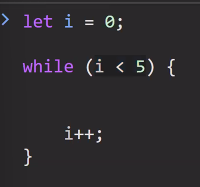 let i = 0;
while (i < 5) {
i++;
}